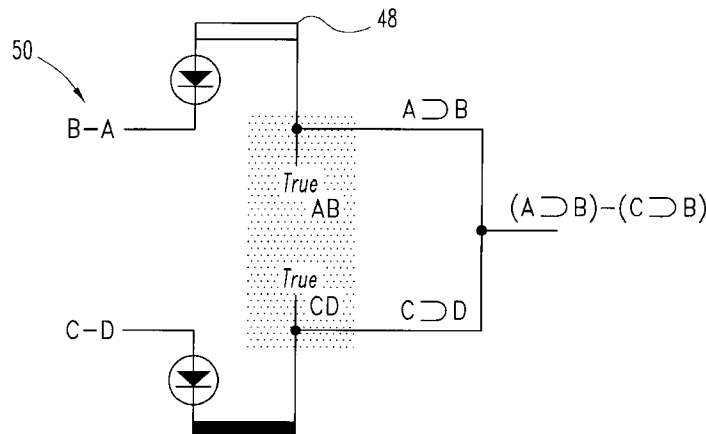 48
50
B-A
A⊃B
True
AB
(A⊃B)-(C⊃B)
True
CD
C-D
C⊃D